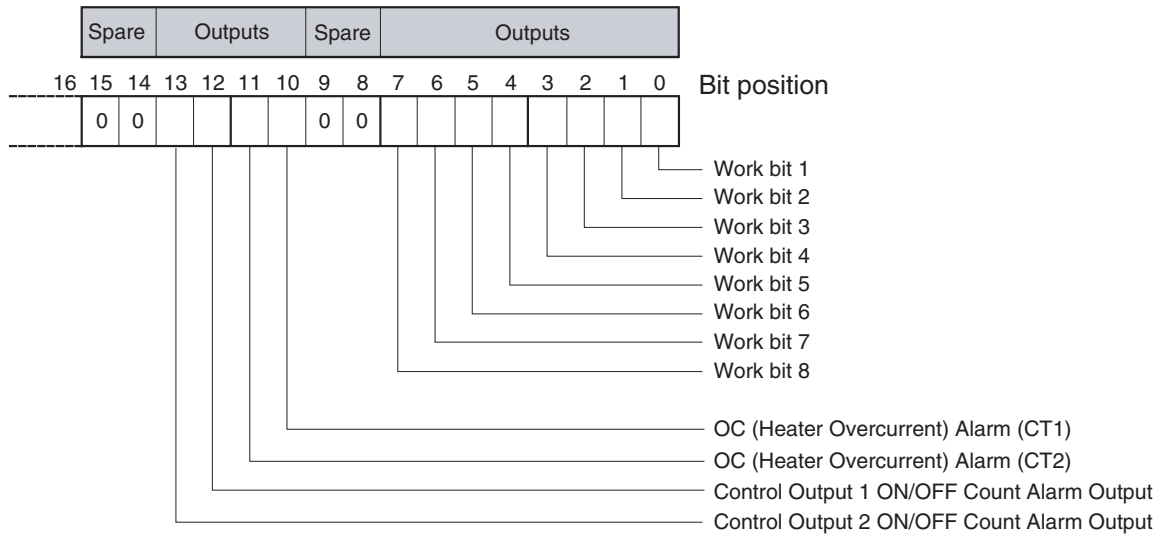 Spare Outputs Spare Outputs
16 15 14 13 12 11 10 9 8 7 6 5 4 3 2 1 0 Bit position
0 0 0 0
Work bit 1
Work bit 2
Work bit 3
Work bit 4
Work bit 5
Work bit 6
Work bit 7
Work bit 8
OC (Heater Overcurrent) Alarm (CT1)
OC (Heater Overcurrent) Alarm (CT2)
Control Output 1 ON/OFF Count Alarm Output
Control Output 2 ON/OFF Count Alarm Output